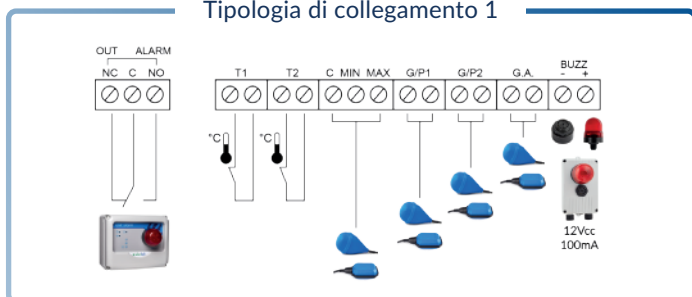 Tipologia di collegamento 1
OUT ALARM
NC C NO
T1 T2 C MIN MAX G/P1 G/P2 G.A. BUZZ
- +
°C °C
12Vcc
100mA